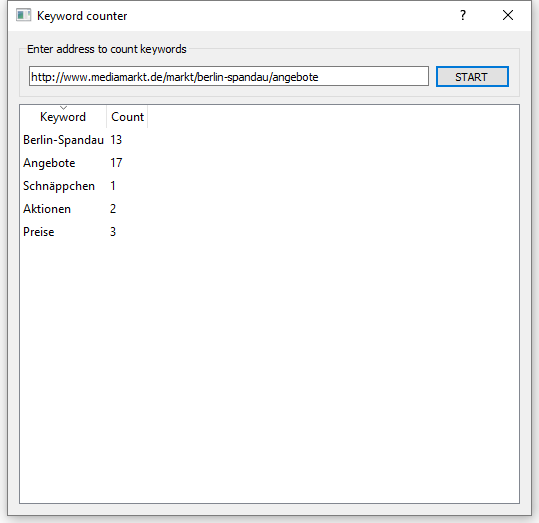 Keyword counter
Enter address to count keywords
http://www.mediamarkt.de/markt/berlin-spandau/angebote START
Keyword Count
Berlin-Spandau 13
Angebote 17
Schnäppchen 1
Aktionen 2
Preise 3